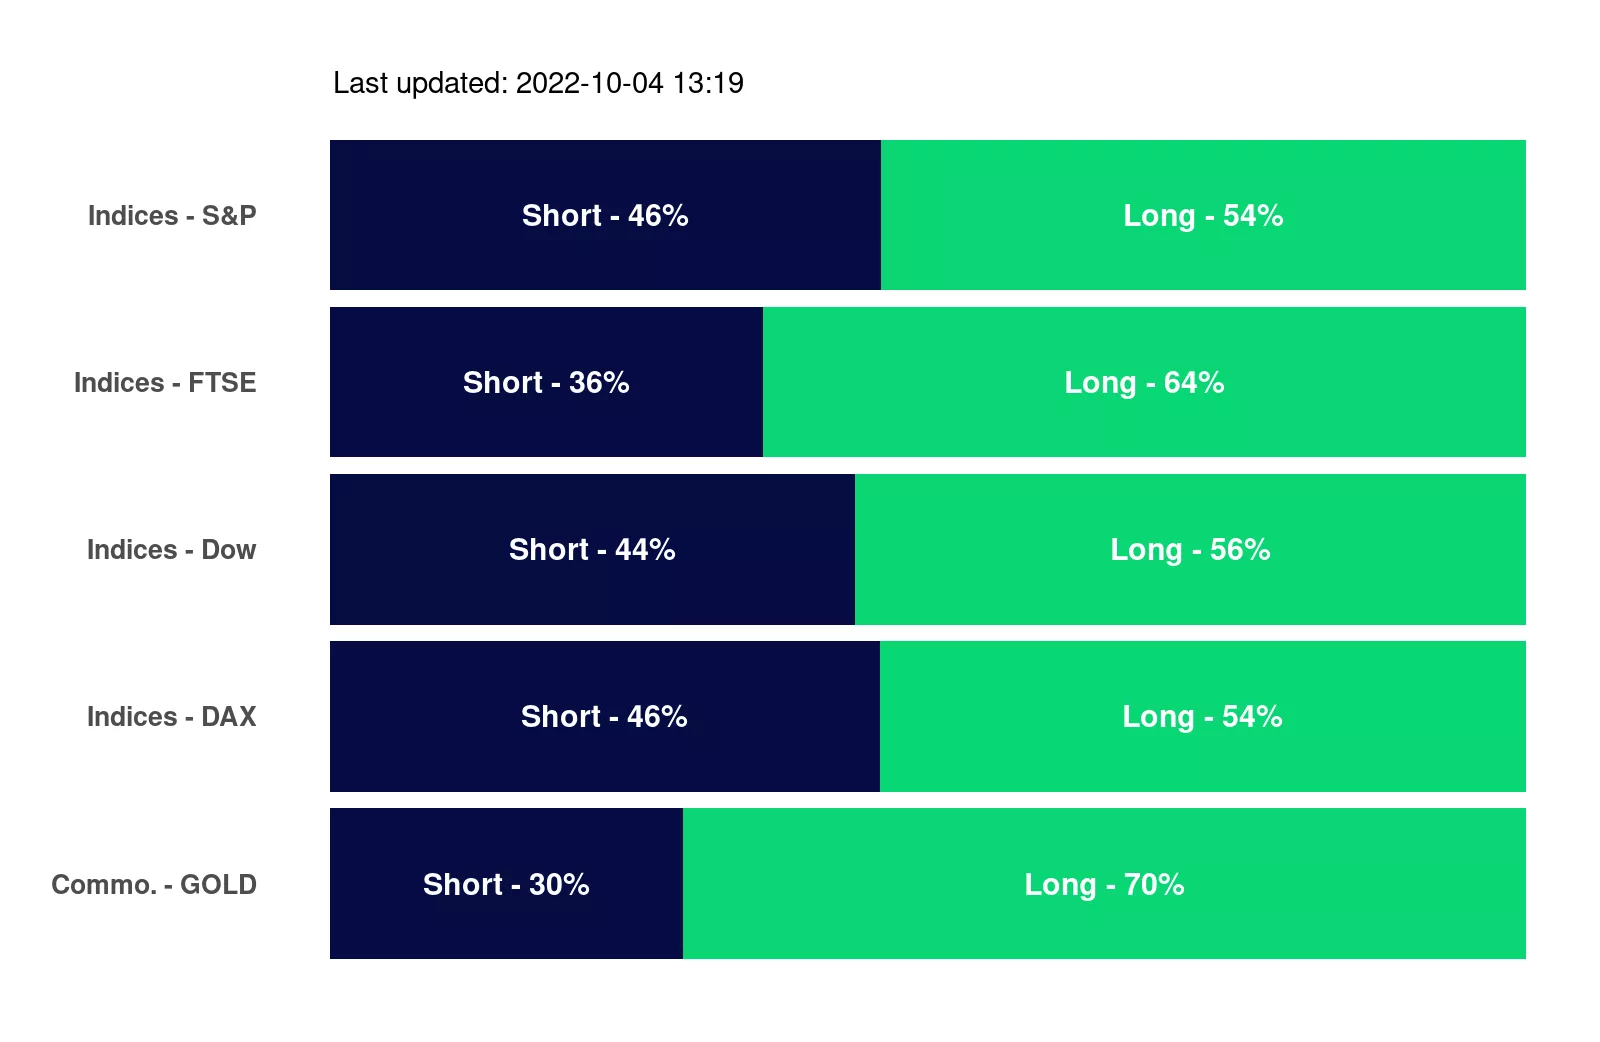 Last updated: 2022-10-04 13:19
Indices - S&P Short - 46% Long - 54%
Indices - FTSE Short - 36% Long - 64%
Indices - Dow Short - 44% Long - 56%
Indices - DAX Short - 46% Long - 54%
Commo. - GOLD Short - 30% Long - 70%